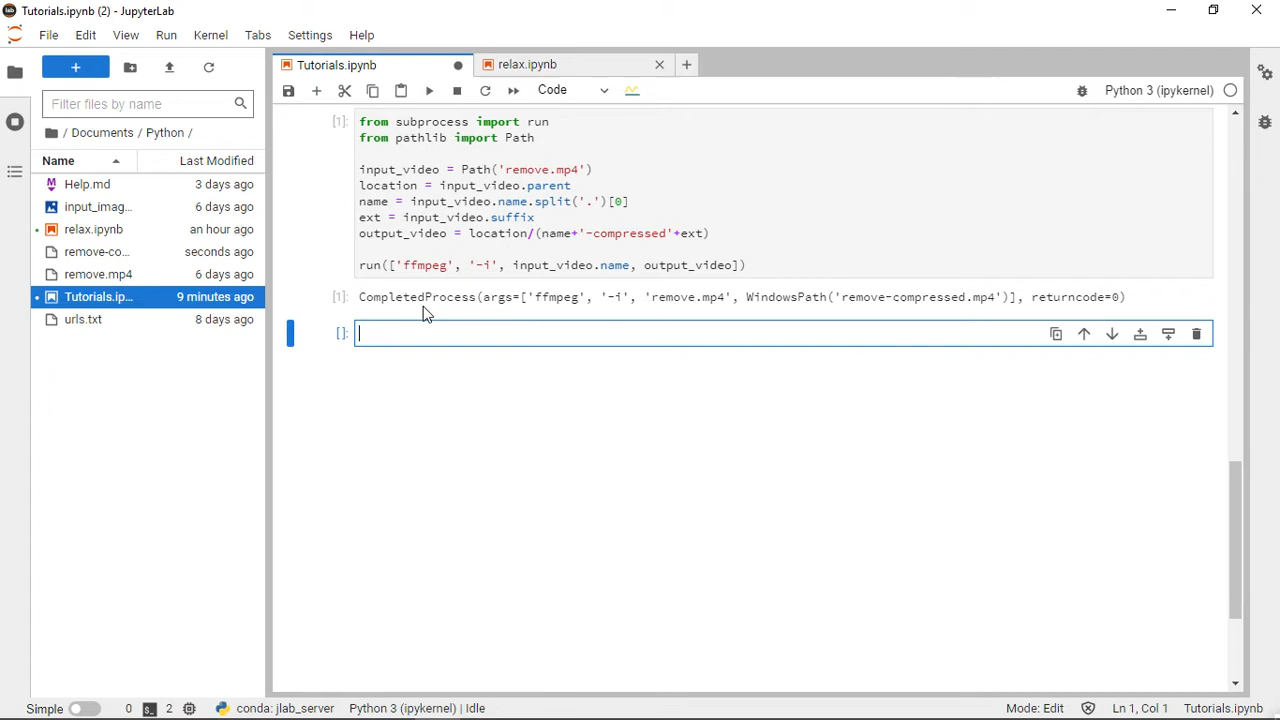 Tutorials.ipynb (2) - JupyterLab
File Edit View Run Kernel Tabs Settings Help
Tutorials.ipynb
relax.ipynb
+
Filter files by name
Code
Python 3 (ipykernel)
/ Documents / Python /
Name Last Modified
Help.md 3 days ago
input_imag... 6 days ago
relax.ipynb an hour ago
remove-co... seconds ago
remove.mp4 6 days ago
Tutorials.ip... 9 minutes ago
urls.txt 8 days ago
[1]: from subprocess import run
from pathlib import Path
input_video = Path('remove.mp4')
location = input_video.parent
name = input_video.name.split('.')[0]
ext = input_video.suffix
output_video = location/(name+'-compressed'+ext)
run(['ffmpeg', '-i', input_video.name, output_video])
[1]: CompletedProcess(args=['ffmpeg', '-i', 'remove.mp4', WindowsPath('remove-compressed.mp4')], returncode=0)
[ ]:
Simple 0 2 conda: jlab_server Python 3 (ipykernel) | Idle Mode: Edit Ln 1, Col 1 Tutorials.ipynb